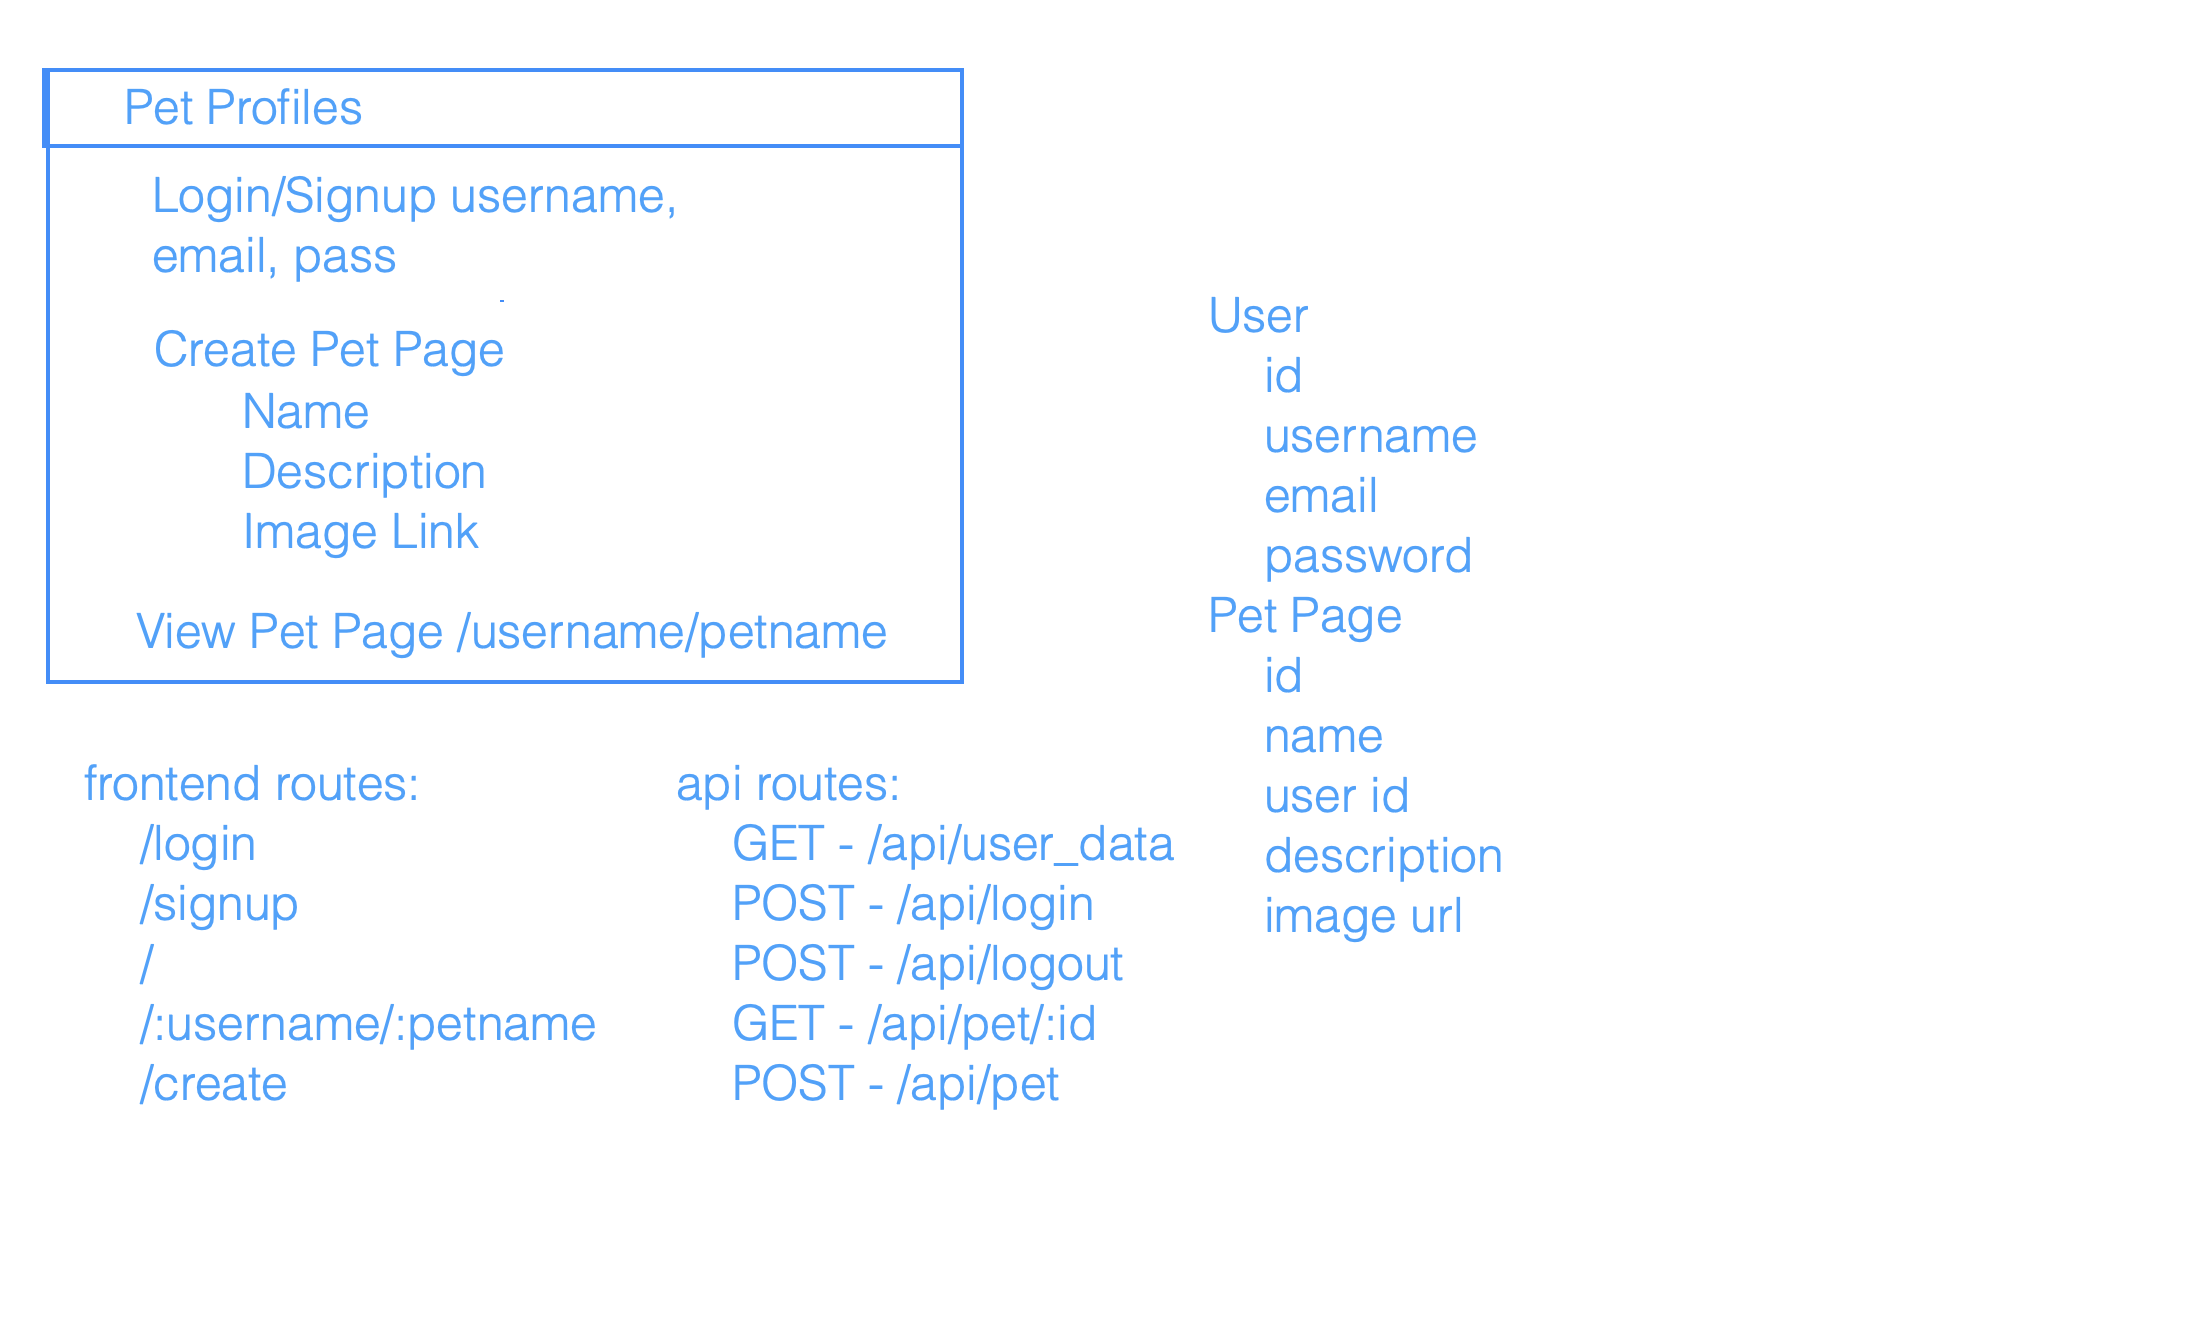 Pet Profiles
Login/Signup username,
email, pass
Create Pet Page
Name
Description
Image Link
View Pet Page /username/petname
frontend routes:
/login
/signup
/
/:username/:petname
/create
api routes:
GET - /api/user_data
POST - /api/login
POST - /api/logout
GET - /api/pet/:id
POST - /api/pet
User
id
username
email
password
Pet Page
id
name
user id
description
image url